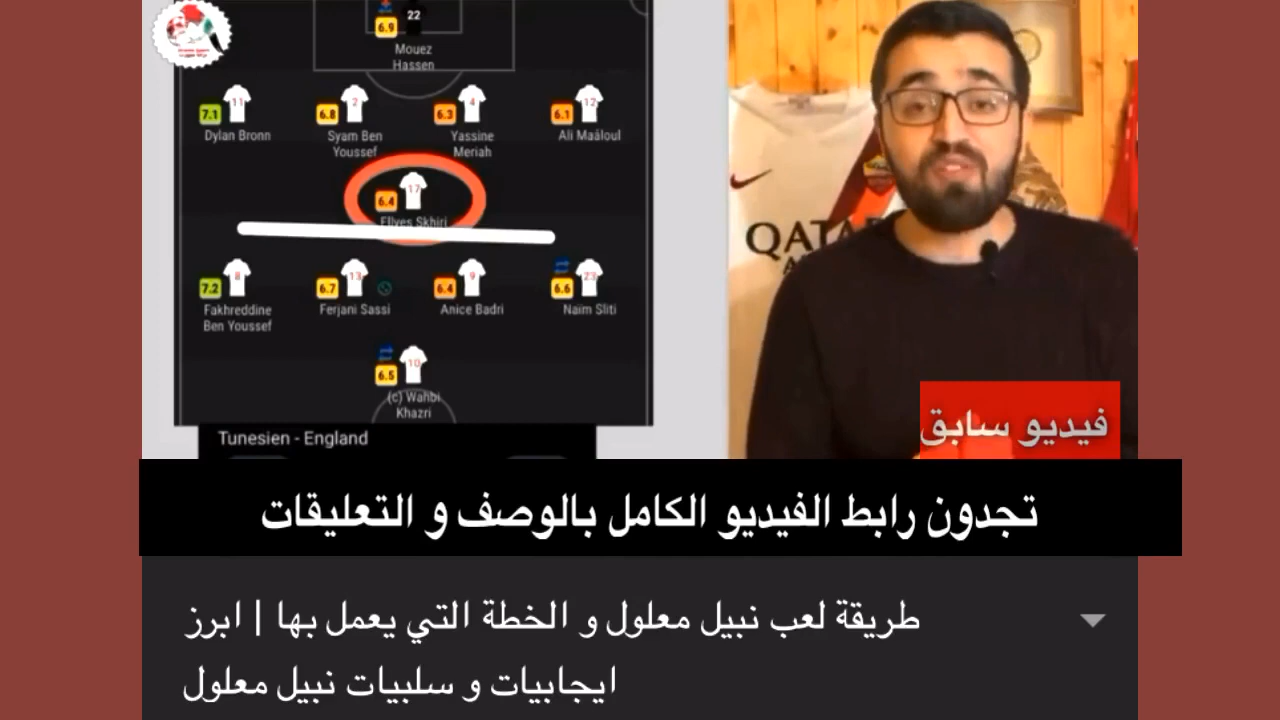 22
6.9
Mouez
Hassen
11
7.1
Dylan Bronn
2
6.8
Syam Ben
Youssef
4
6.3
Yassine
Meriah
12
6.1
Ali Maâloul
17
6.4
Ellyes Skhiri
8
7.2
Fakhreddine
Ben Youssef
13
6.7
Ferjani Sassi
9
6.4
Anice Badri
23
6.6
Naïm Sliti
10
6.5
(c) Wahbi
Khazri
Tunesien - England
QATA
فيديو سابق
تجدون رابط الفيديو الكامل بالوصف و التعليقات
طريقة لعب نبيل معلول و الخطة التي يعمل بها | ابرز
ايجابيات و سلبيات نبيل معلول